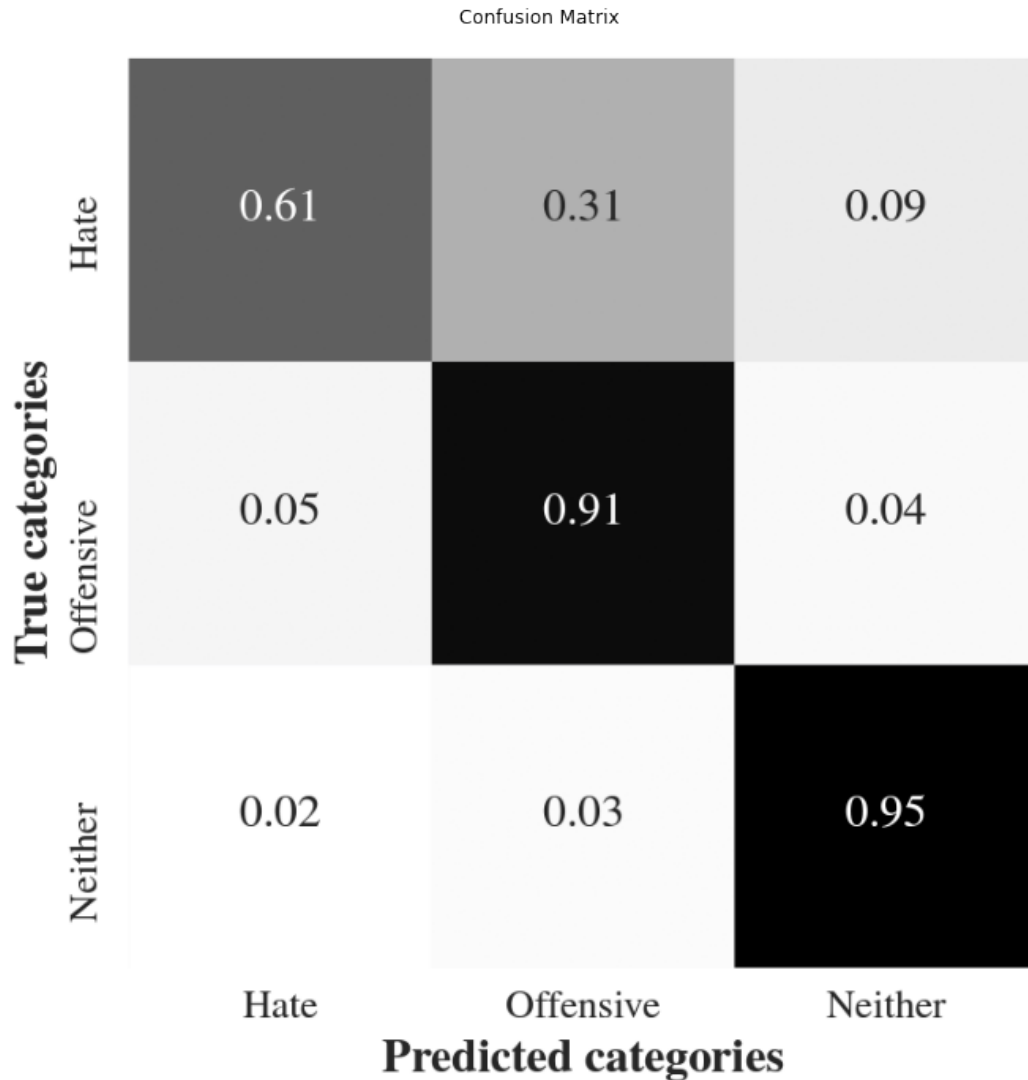 Confusion Matrix
True categories
Hate
0.61 0.31 0.09
Offensive
0.05 0.91 0.04
Neither
0.02 0.03 0.95
Hate Offensive Neither
Predicted categories